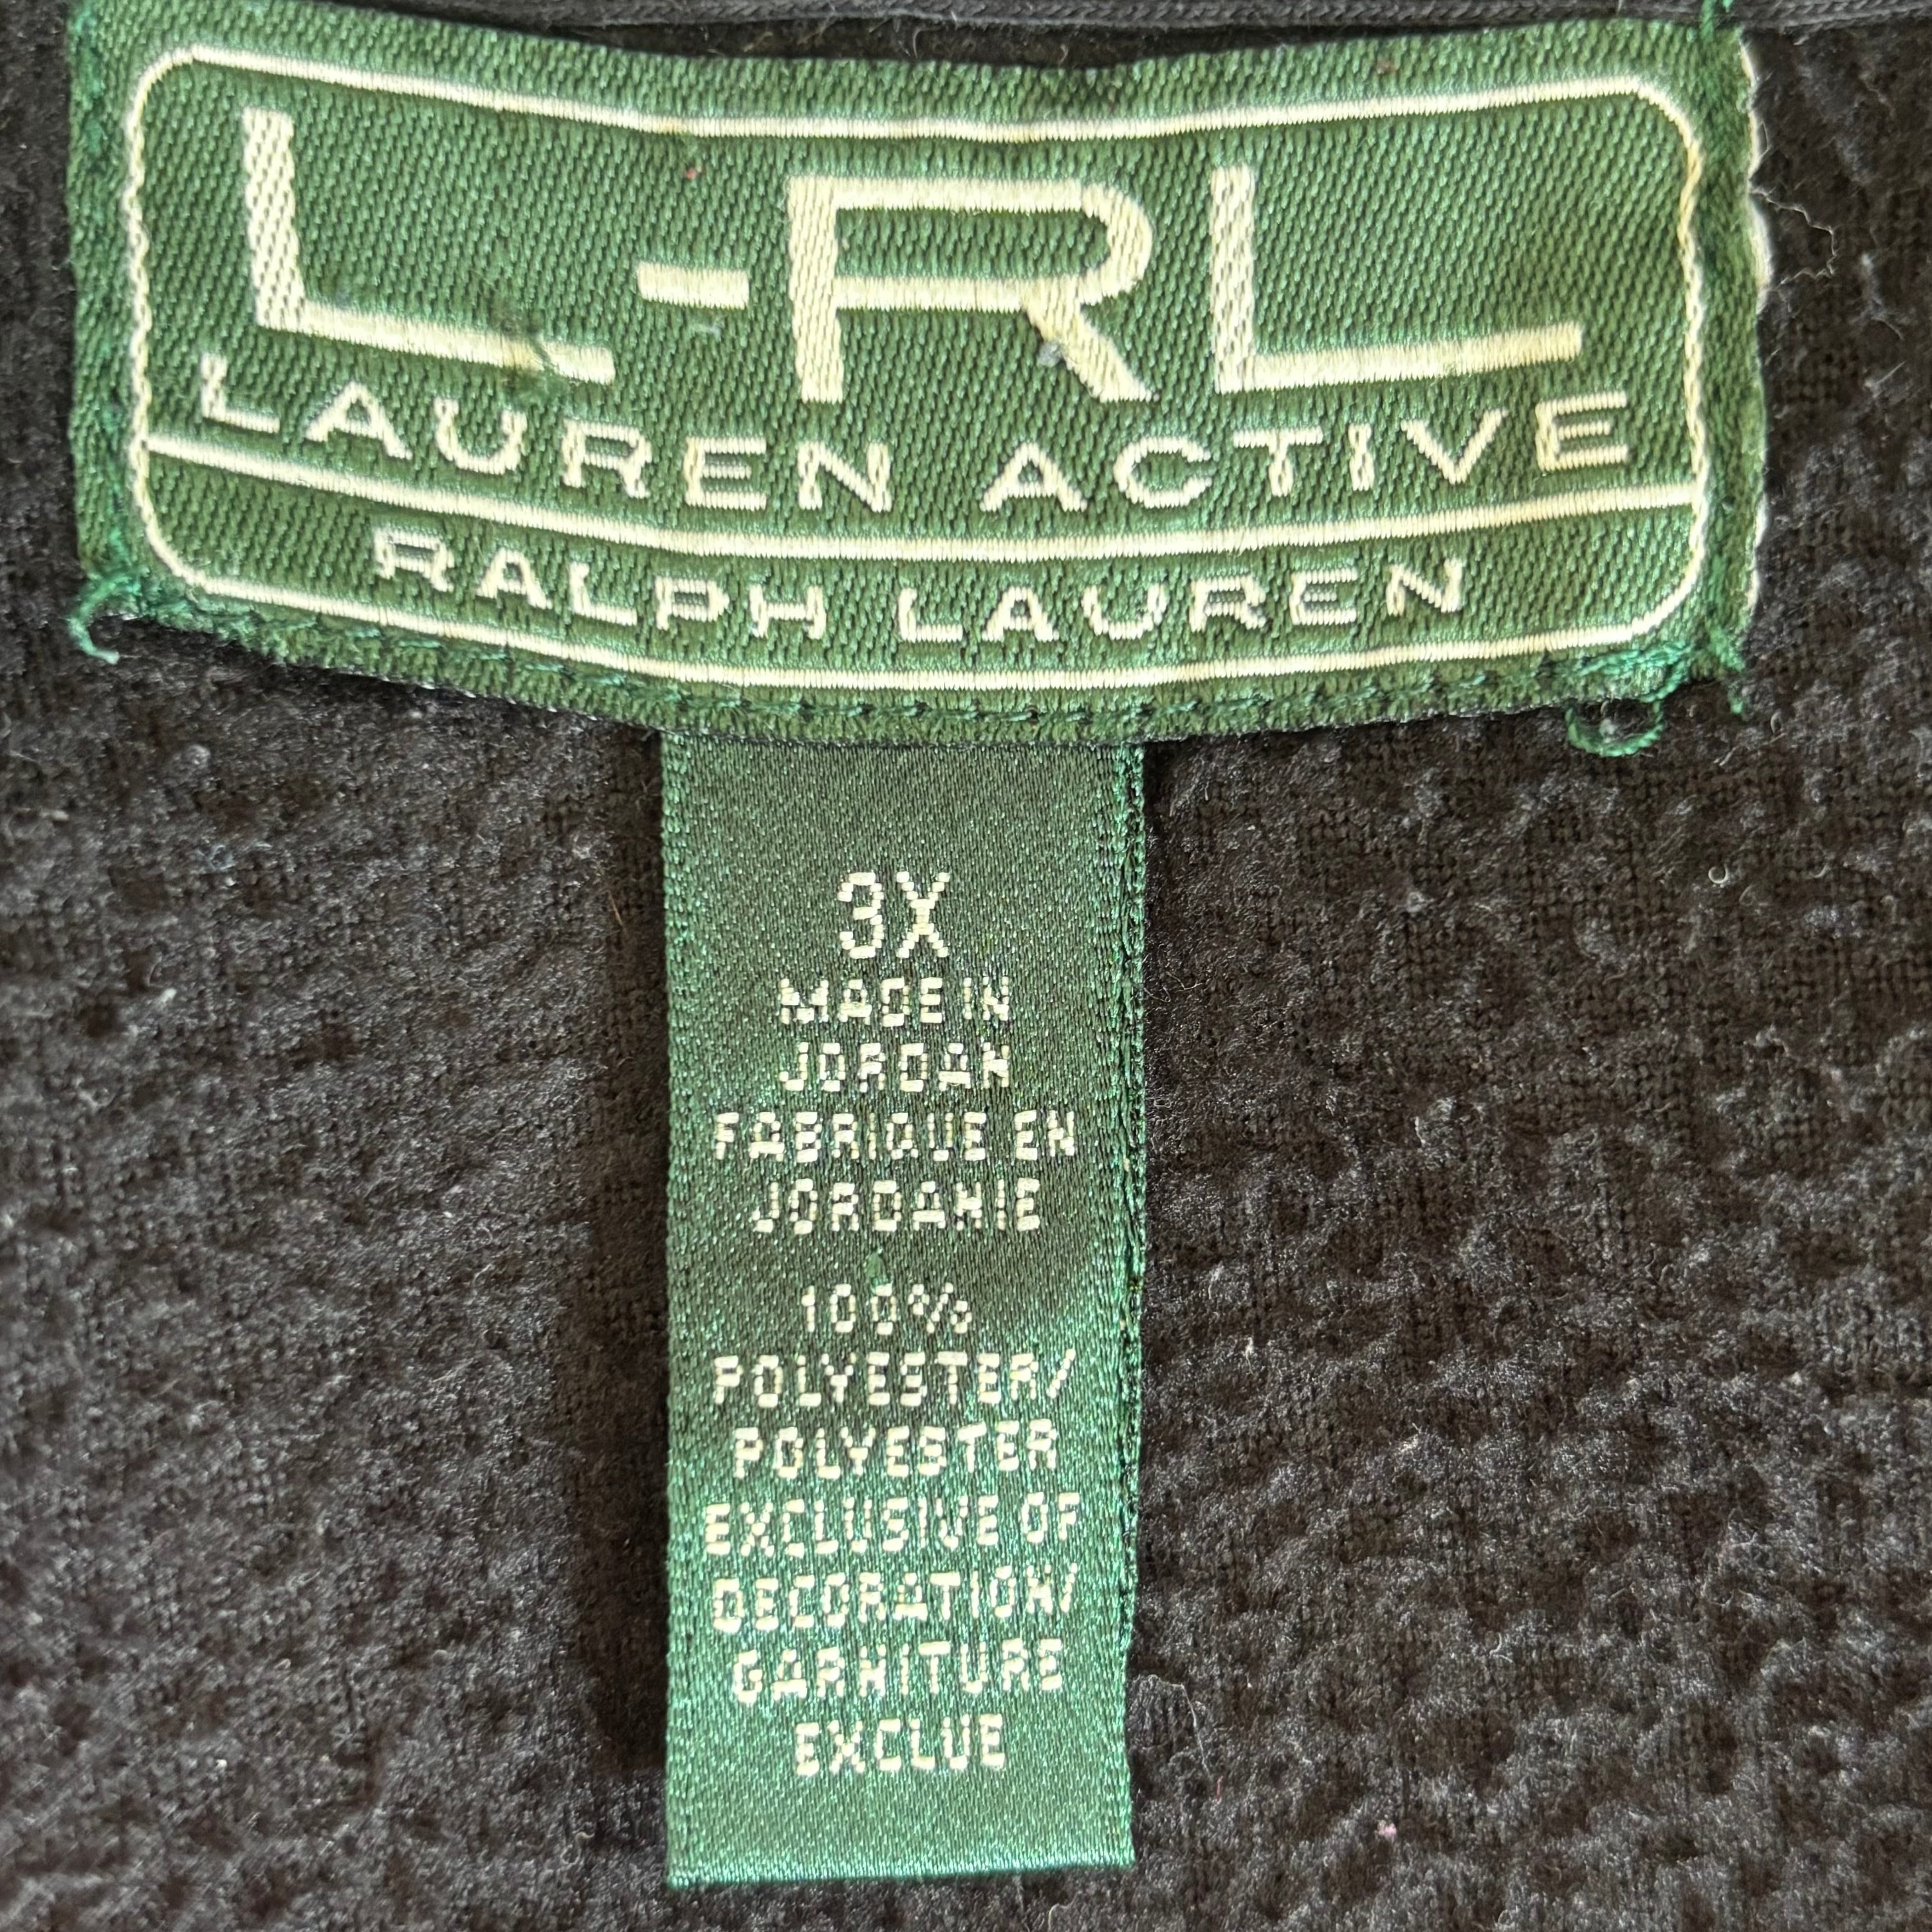 L-RL
LAUREN ACTIVE
RALPH LAUREN
3X
MADE IN
JORDAN
FABRIQUE EN
JORDANIE
100%
POLYESTER/
POLYESTER
EXCLUSIVE OF
DECORATION/
GARNITURE
EXCLUE